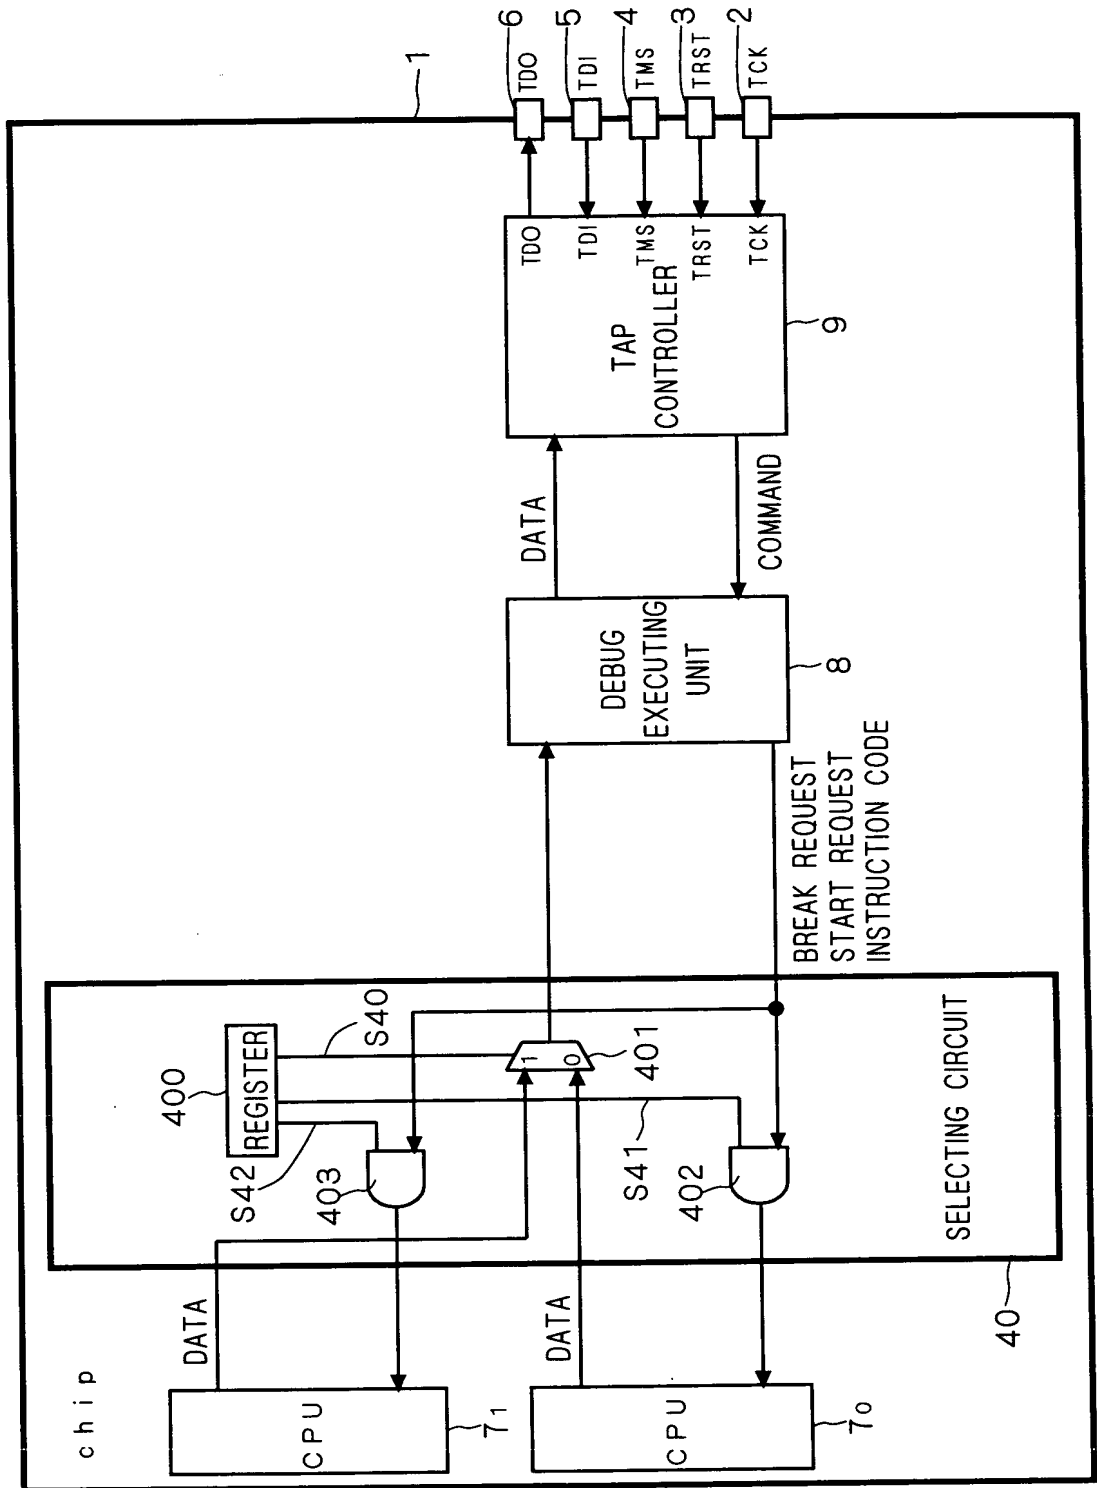 chip
1
CPU
7₁
DATA
CPU
7₀
DATA
40
SELECTING CIRCUIT
400
REGISTER
S42
S40
403
401
1
0
S41
402
BREAK REQUEST
START REQUEST
INSTRUCTION CODE
DEBUG
EXECUTING
UNIT
8
DATA
COMMAND
TAP
CONTROLLER
9
TDO
TDI
TMS
TRST
TCK
6
TDO
5
TDI
4
TMS
3
TRST
2
TCK